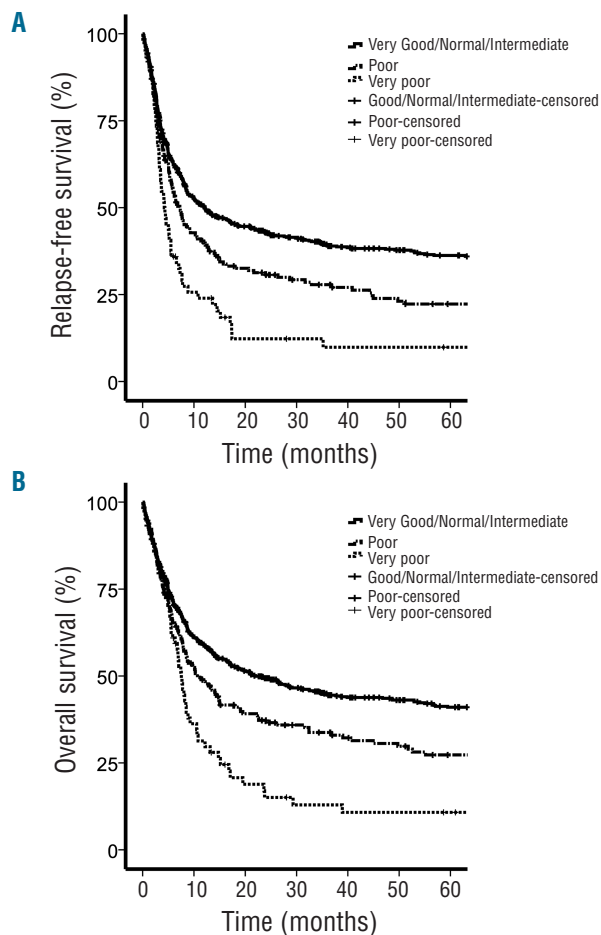 A
Relapse-free survival (%)
100
75
50
25
0
Very Good/Normal/Intermediate
Poor
Very poor
Good/Normal/Intermediate-censored
Poor-censored
Very poor-censored
0 10 20 30 40 50 60
Time (months)
B
Overall survival (%)
100
75
50
25
0
Very Good/Normal/Intermediate
Poor
Very poor
Good/Normal/Intermediate-censored
Poor-censored
Very poor-censored
0 10 20 30 40 50 60
Time (months)